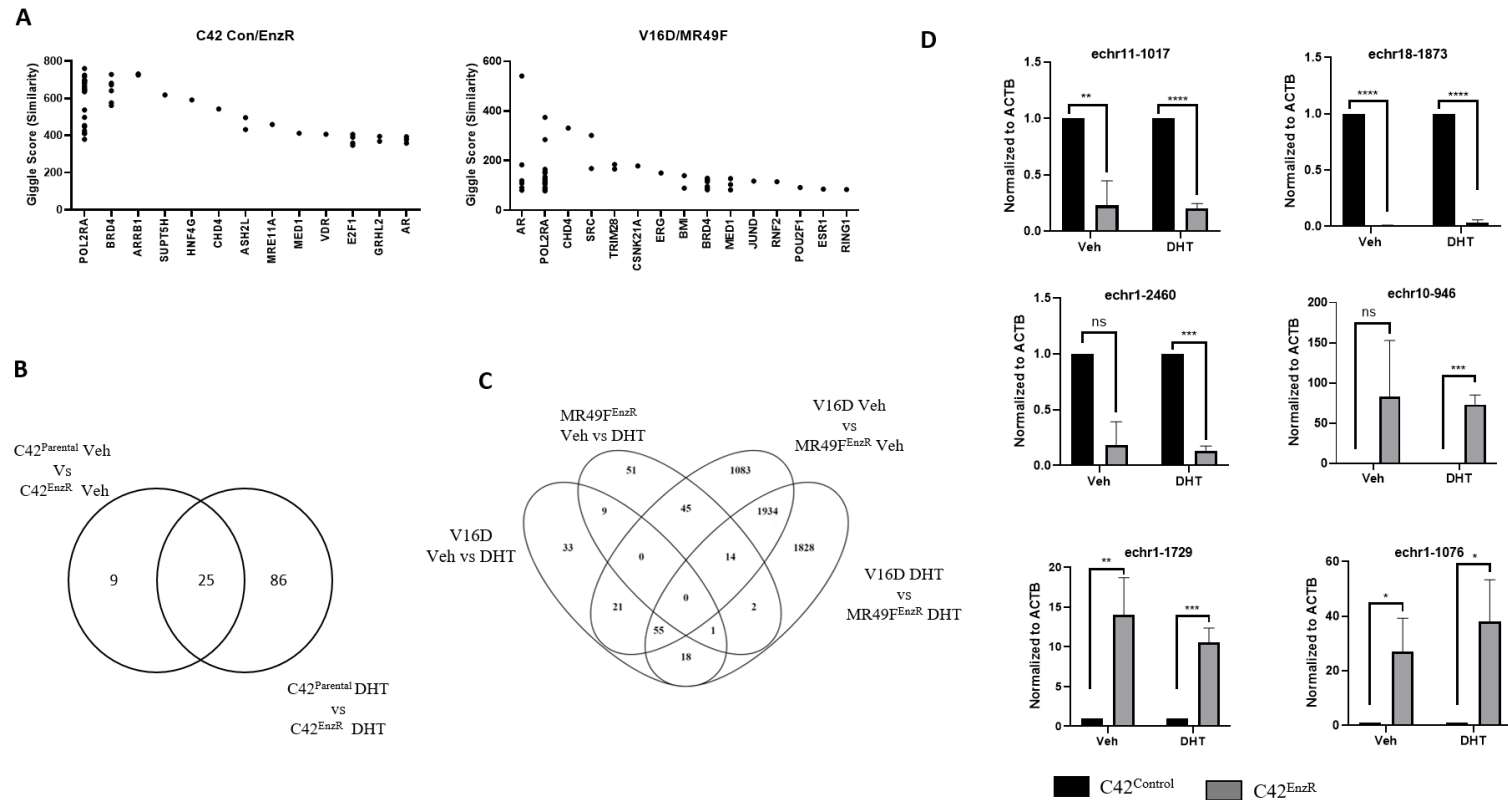 A
C42 Con/EnzR
Giggle Score (Similarity)
800
600
400
200
0
POL2RA
BRD4
ARRB1
SUPT5H
HNF4G
CHD4
ASH2L
MRE11A
MED1
VDR
E2F1
GRHL2
AR
V16D/MR49F
Giggle Score (Similarity)
600
400
200
0
AR
POL2RA
CHD4
SRC
TRIM28
CSNK21A
ERG
BMI
BRD4
MED1
JUND
RNF2
POU2F1
ESR1
RING1
B
C42Parental Veh
Vs
C42EnzR Veh
9
25
86
C42Parental DHT
vs
C42EnzR DHT
C
MR49FEnzR
Veh vs DHT
V16D Veh
vs
MR49FEnzR Veh
V16D
Veh vs DHT
V16D DHT
vs
MR49FEnzR DHT
51
1083
9
45
1934
33
0
14
1828
21
0
2
55
1
18
D
echr11-1017
Normalized to ACTB
1.5
1.0
0.5
0.0
**
****
Veh
DHT
echr18-1873
Normalized to ACTB
1.5
1.0
0.5
0.0
****
****
Veh
DHT
echr1-2460
Normalized to ACTB
1.5
1.0
0.5
0.0
ns
***
Veh
DHT
echr10-946
Normalized to ACTB
200
150
100
50
0
ns
***
Veh
DHT
echr1-1729
Normalized to ACTB
20
15
10
5
0
**
***
Veh
DHT
echr1-1076
Normalized to ACTB
60
40
20
0
*
*
Veh
DHT
C42Control
C42EnzR